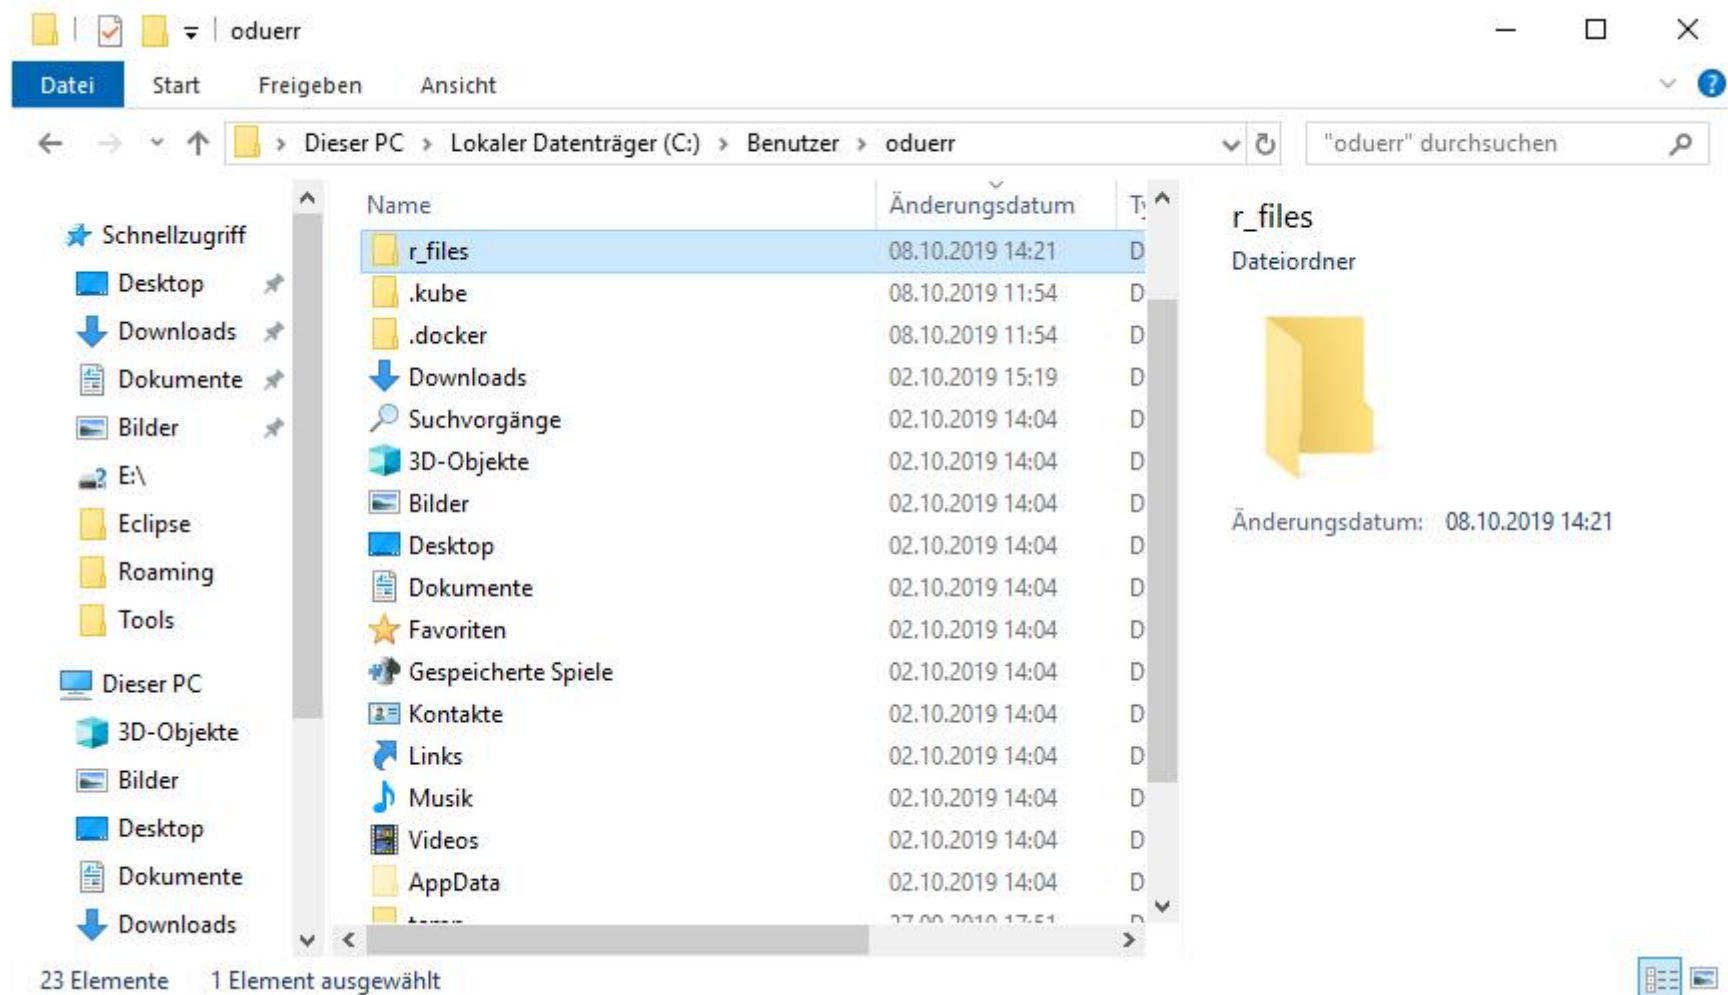 oduerr
Datei Start Freigeben Ansicht
Dieser PC > Lokaler Datenträger (C:) > Benutzer > oduerr
"oduerr" durchsuchen
Schnellzugriff
Desktop
Downloads
Dokumente
Bilder
E:\
Eclipse
Roaming
Tools
Dieser PC
3D-Objekte
Bilder
Desktop
Dokumente
Downloads
Name Änderungsdatum
r_files 08.10.2019 14:21 D
.kube 08.10.2019 11:54 D
.docker 08.10.2019 11:54 D
Downloads 02.10.2019 15:19 D
Suchvorgänge 02.10.2019 14:04 D
3D-Objekte 02.10.2019 14:04 D
Bilder 02.10.2019 14:04 D
Desktop 02.10.2019 14:04 D
Dokumente 02.10.2019 14:04 D
Favoriten 02.10.2019 14:04 D
Gespeicherte Spiele 02.10.2019 14:04 D
Kontakte 02.10.2019 14:04 D
Links 02.10.2019 14:04 D
Musik 02.10.2019 14:04 D
Videos 02.10.2019 14:04 D
AppData 02.10.2019 14:04 D
r_files
Dateiordner
Änderungsdatum: 08.10.2019 14:21
23 Elemente 1 Element ausgewählt